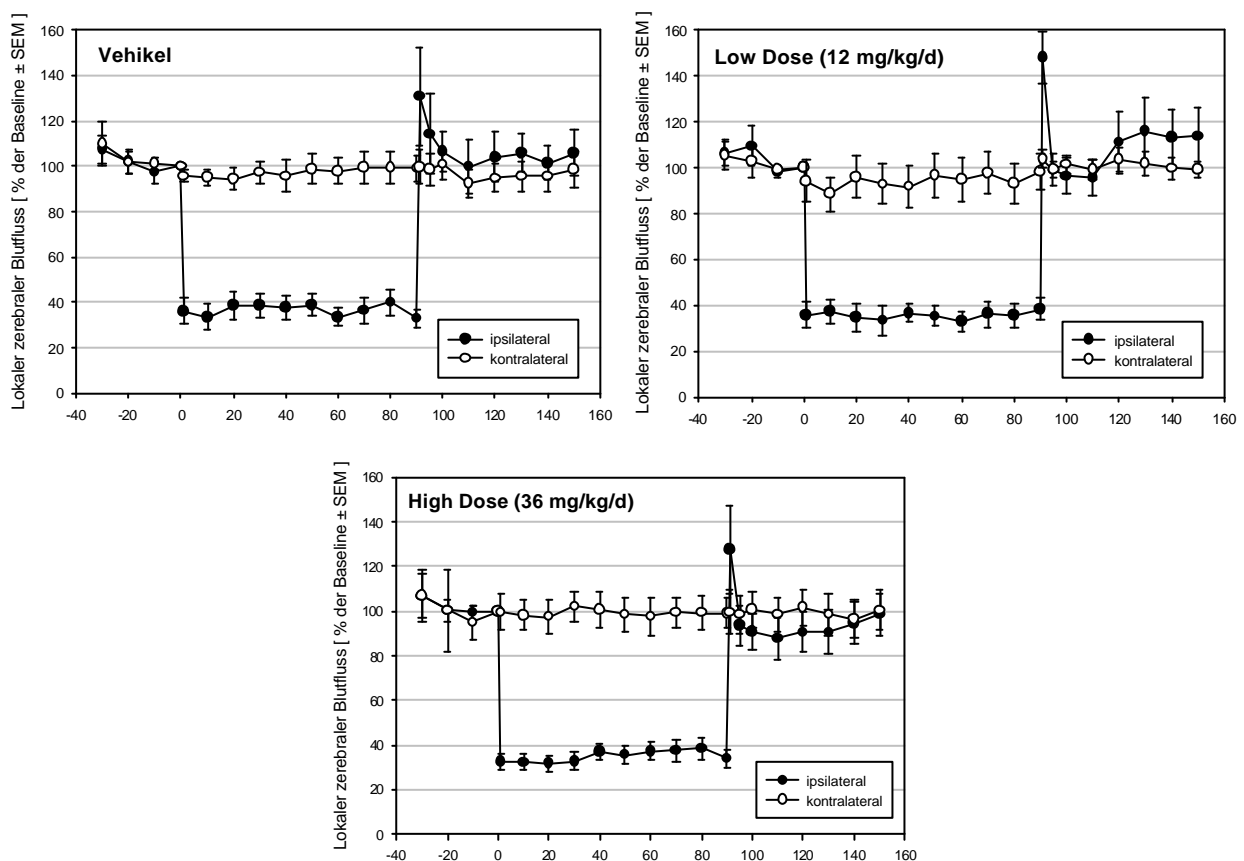 Lokaler zerebraler Blutfluss [ % der Baseline ± SEM ]
160
140
120
100
80
60
40
20
0
Vehikel
ipsilateral
kontralateral
-40 -20 0 20 40 60 80 100 120 140 160
Lokaler zerebraler Blutfluss [ % der Baseline ± SEM ]
160
140
120
100
80
60
40
20
0
Low Dose (12 mg/kg/d)
ipsilateral
kontralateral
-40 -20 0 20 40 60 80 100 120 140 160
Lokaler zerebraler Blutfluss [ % der Baseline ± SEM ]
160
140
120
100
80
60
40
20
0
High Dose (36 mg/kg/d)
ipsilateral
kontralateral
-40 -20 0 20 40 60 80 100 120 140 160